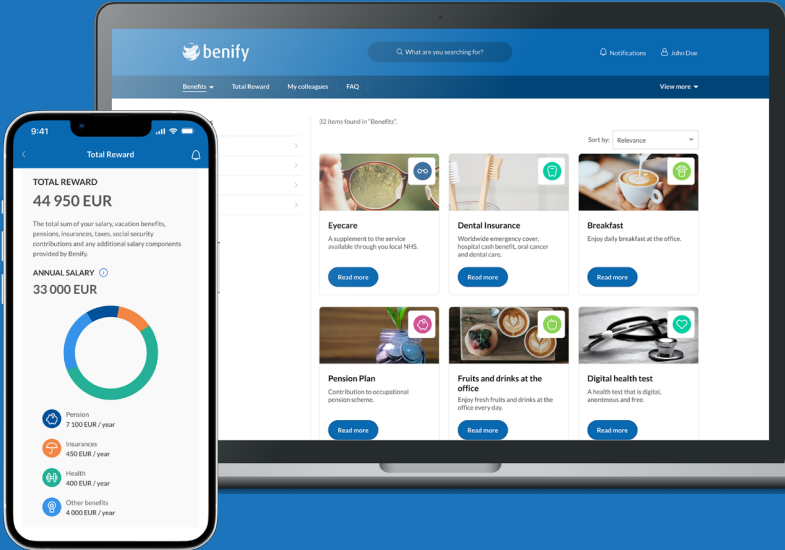 benify
What are you searching for?
Notifications
John Doe
Benefits
Total Reward
My colleagues
FAQ
View more
32 items found in "Benefits".
Sort by:
Relevance
Eyecare
A supplement to the service
available through you local NHS.
Read more
Dental Insurance
Worldwide emergency cover,
hospital cash benefit, oral cancer
and dental care.
Read more
Breakfast
Enjoy daily breakfast at the office.
Read more
Pension Plan
Contribution to occupational
pension scheme.
Read more
Fruits and drinks at the
office
Enjoy fresh fruits and drinks at the
office every day.
Read more
Digital health test
A health test that is digital,
anontmous and free.
Read more
9:41
Total Reward
TOTAL REWARD
44 950 EUR
The total sum of your salary, vacation benefits,
pensions, insurances, taxes, social security
contributions and any additional salary components
provided by Benify.
ANNUAL SALARY
33 000 EUR
Pension
7 100 EUR / year
Insurances
450 EUR / year
Health
400 EUR / year
Other benefits
4 000 EUR / year